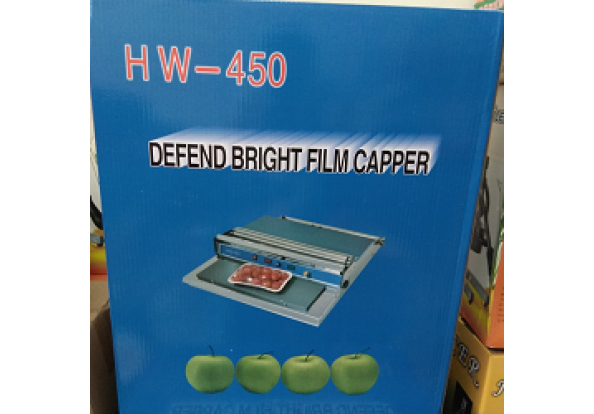 HW-450
DEFEND BRIGHT FILM CAPPER